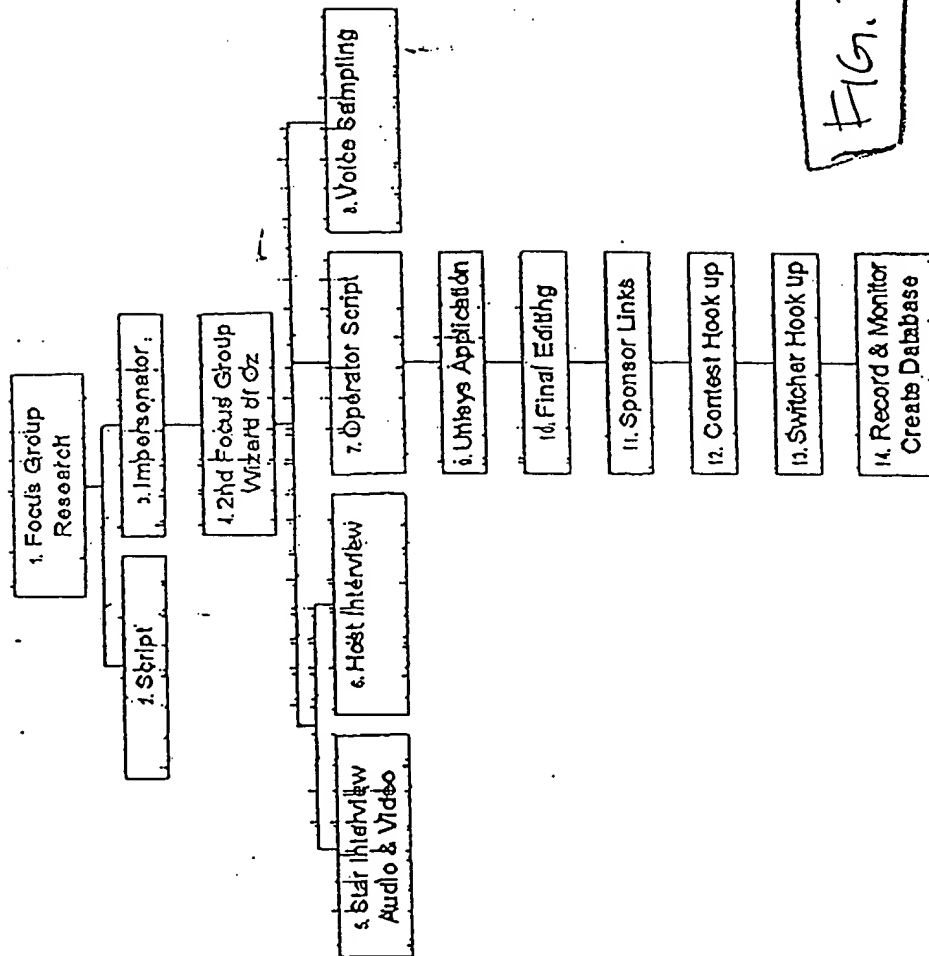 1. Focus Group
Research
2. Script
3. Impersonator
4. 2nd Focus Group
Wizard of Oz
5. Star Interview
Audio & Video
6. Host Interview
7. Operator Script
8. Voice Sampling
9. Unisys Application
10. Final Editing
11. Sponsor Links
12. Contest Hook up
13. Switcher Hook up
14. Record & Monitor
Create Database
FIG.